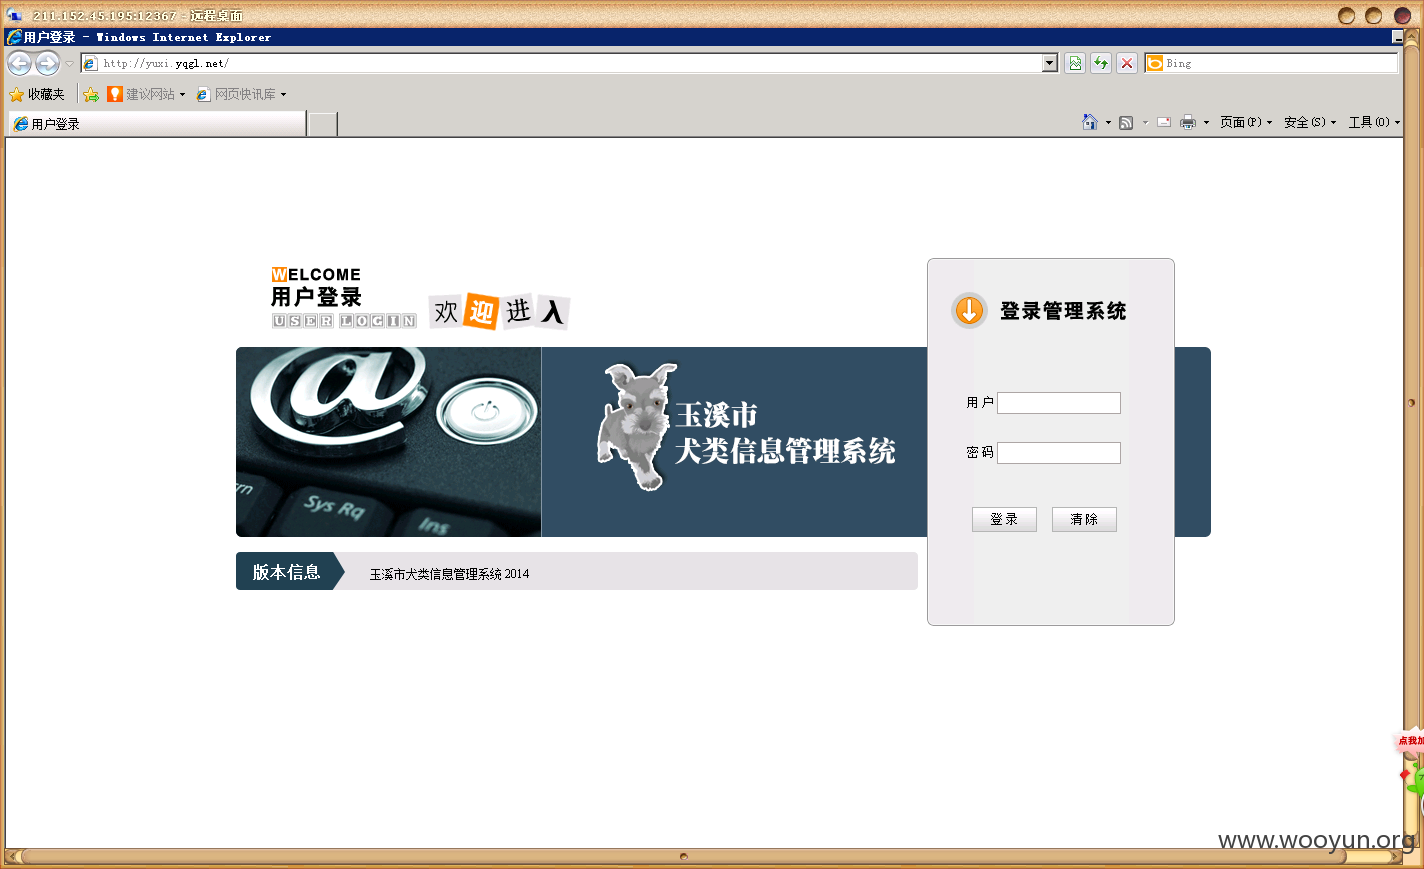 211.152.45.195:12367 - 远程桌面
用户登录 - Windows Internet Explorer
http://yuxi.yqgl.net/
Bing
收藏夹 建议网站 网页快讯库
用户登录
页面(P) 安全(S) 工具(O)
WELCOME
用户登录
USER LOGIN
欢迎进入
登录管理系统
@
Sys Rq
Ins
玉溪市
犬类信息管理系统
用户
密码
登录 清除
版本信息 玉溪市犬类信息管理系统 2014
点我加
www.wooyun.org